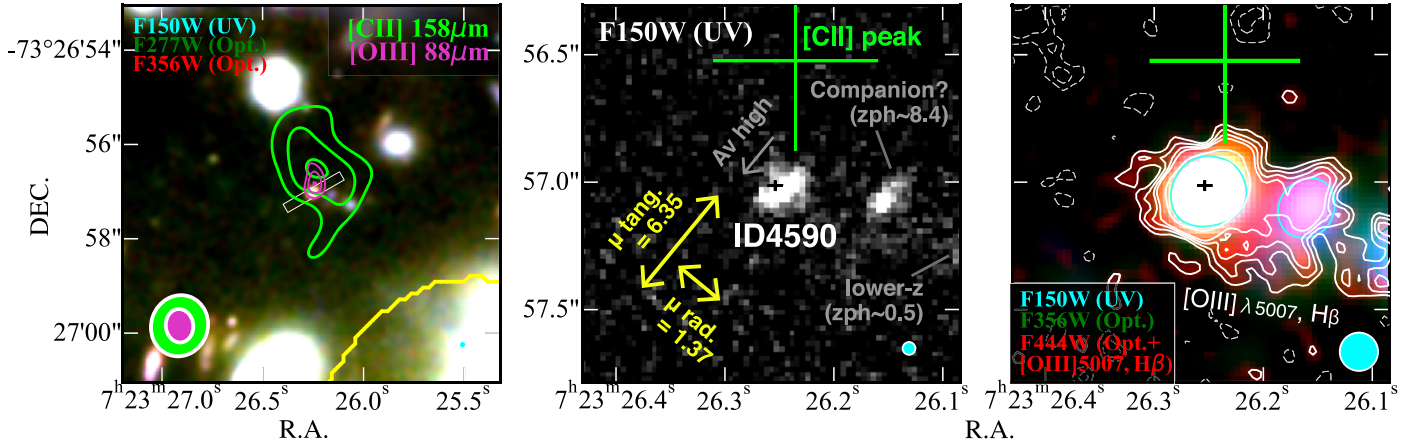 F150W (UV)
F277W (Opt.)
F356W (Opt.)
[CII] 158μm
[OIII] 88μm
-73°26'54"
56"
58"
27'00"
DEC.
7ʰ23ᵐ27.0ˢ
26.5ˢ
26.0ˢ
25.5ˢ
R.A.
F150W (UV)
[CII] peak
Companion?
(zph~8.4)
Av high
ID4590
μ tang.
= 6.35
μ rad.
= 1.37
lower-z
(zph~0.5)
56.5"
57.0"
57.5"
7ʰ23ᵐ26.4ˢ
26.3ˢ
26.2ˢ
26.1ˢ
[OIII] λ 5007, Hβ
F150W (UV)
F356W (Opt.)
F444W (Opt.+
[OIII]5007, Hβ)
7ʰ23ᵐ26.4ˢ
26.3ˢ
26.2ˢ
26.1ˢ
R.A.